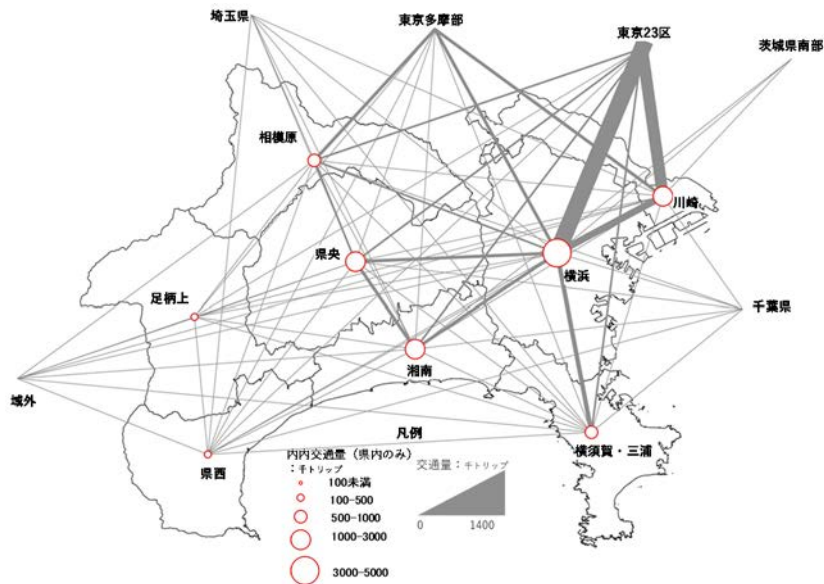 埼玉県
東京多摩部
東京23区
茨城県南部
相模原
川崎
県央
横浜
足柄上
千葉県
湘南
域外
凡例
横須賀・三浦
県西
内内交通量（県内のみ）
：千トリップ
100未満
100-500
500-1000
1000-3000
3000-5000
交通量：千トリップ
0
1400